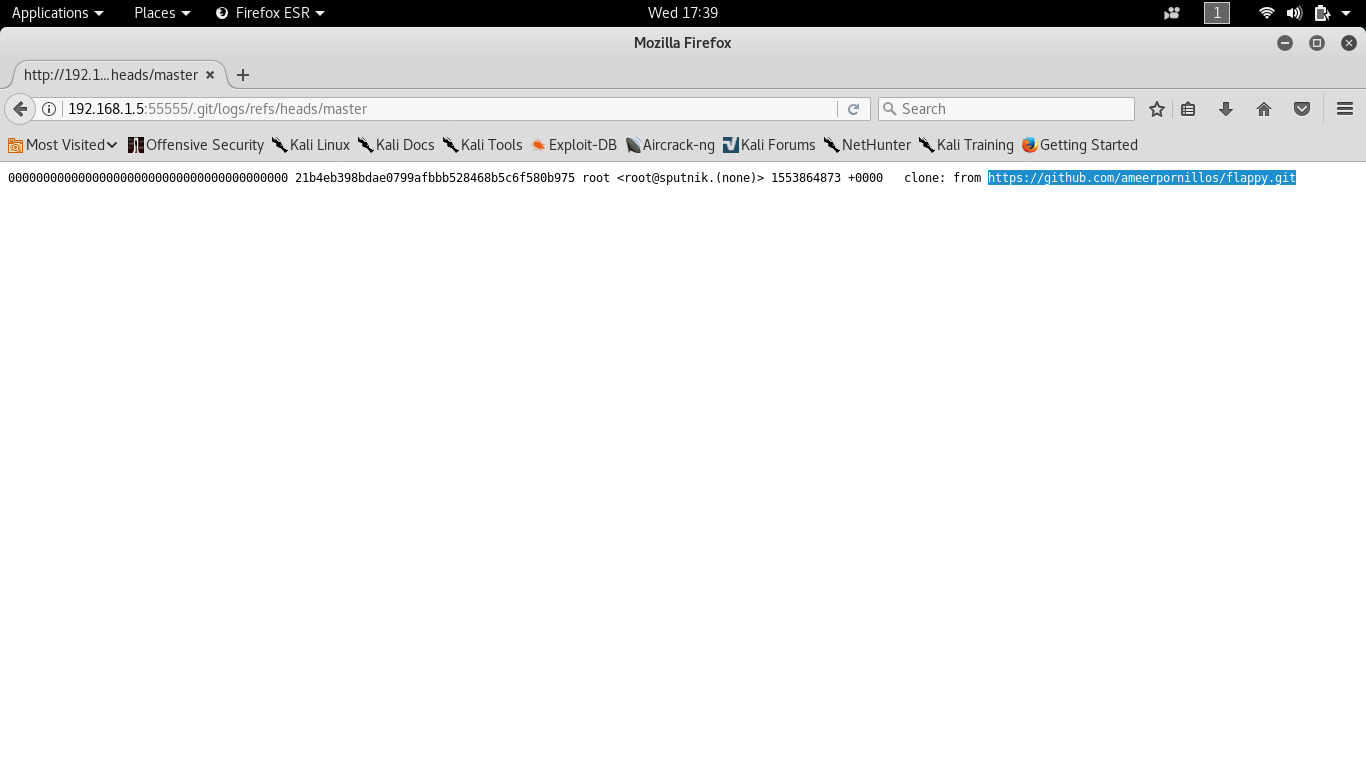 Applications Places Firefox ESR Wed 17:39 1
Mozilla Firefox
http://192.1...heads/master
192.168.1.5:55555/.git/logs/refs/heads/master Search
Most Visited Offensive Security Kali Linux Kali Docs Kali Tools Exploit-DB Aircrack-ng Kali Forums NetHunter Kali Training Getting Started
0000000000000000000000000000000000000000 21b4eb398bdae0799afbbb528468b5c6f580b975 root <root@sputnik.(none)> 1553864873 +0000 clone: from https://github.com/ameerpornillos/flappy.git